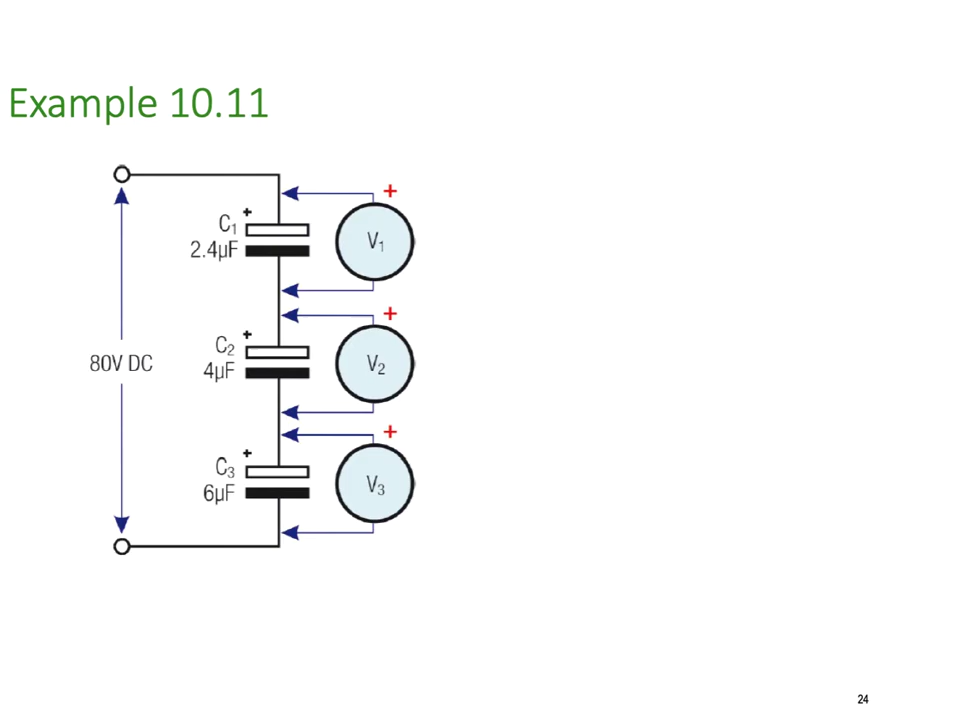 Example 10.11
+
+
C1
2.4µF
V1
+
+
C2
4µF
V2
80V DC
+
+
C3
6µF
V3
24